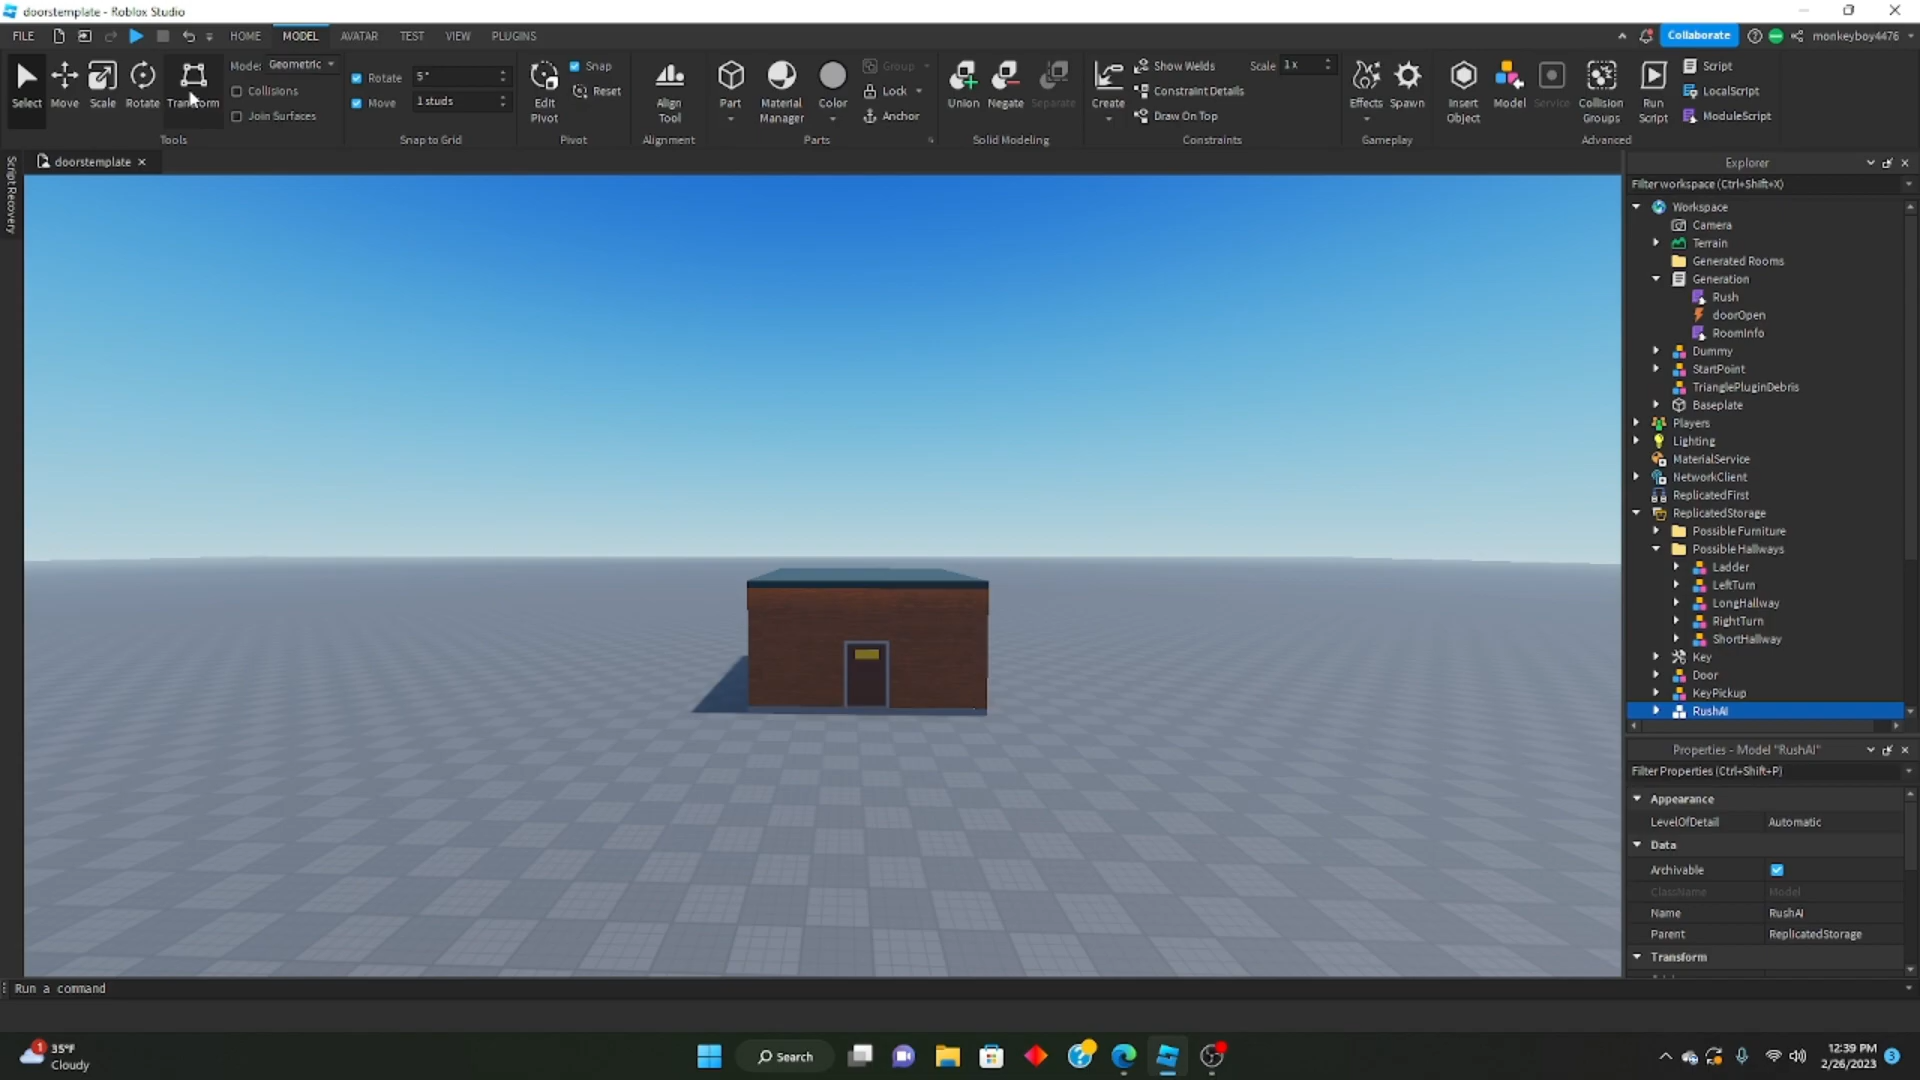 doorstemplate - Roblox Studio
FILE HOME MODEL AVATAR TEST VIEW PLUGINS Collaborate monkeyboy4476
Select Move Scale Rotate Transform
Mode: Geometric
Collisions
Join Surfaces
Tools
Rotate 5°
Move 1 studs
Snap to Grid
Edit Pivot
Snap
Reset
Pivot
Align Tool
Alignment
Part
Material Manager
Color
Group
Lock
Anchor
Parts
Union Negate Separate
Solid Modeling
Create
Show Welds
Constraint Details
Draw On Top
Scale 1 x
Constraints
Effects Spawn
Gameplay
Insert Object
Model
Service
Collision Groups
Run Script
Script
LocalScript
ModuleScript
Advanced
Script Recovery
doorstemplate
Explorer
Filter workspace (Ctrl+Shift+X)
Workspace
Camera
Terrain
Generated Rooms
Generation
Rush
doorOpen
RoomInfo
Dummy
StartPoint
TrianglePluginDebris
Baseplate
Players
Lighting
MaterialService
NetworkClient
ReplicatedFirst
ReplicatedStorage
Possible Furniture
Possible Hallways
Ladder
LeftTurn
LongHallway
RightTurn
ShortHallway
Key
Door
KeyPickup
RushAI
Properties - Model "RushAI"
Filter Properties (Ctrl+Shift+P)
Appearance
LevelOfDetail Automatic
Data
Archivable
ClassName Model
Name RushAI
Parent ReplicatedStorage
Transform
Run a command
1
35°F
Cloudy
Search
12:39 PM
2/26/2023
3